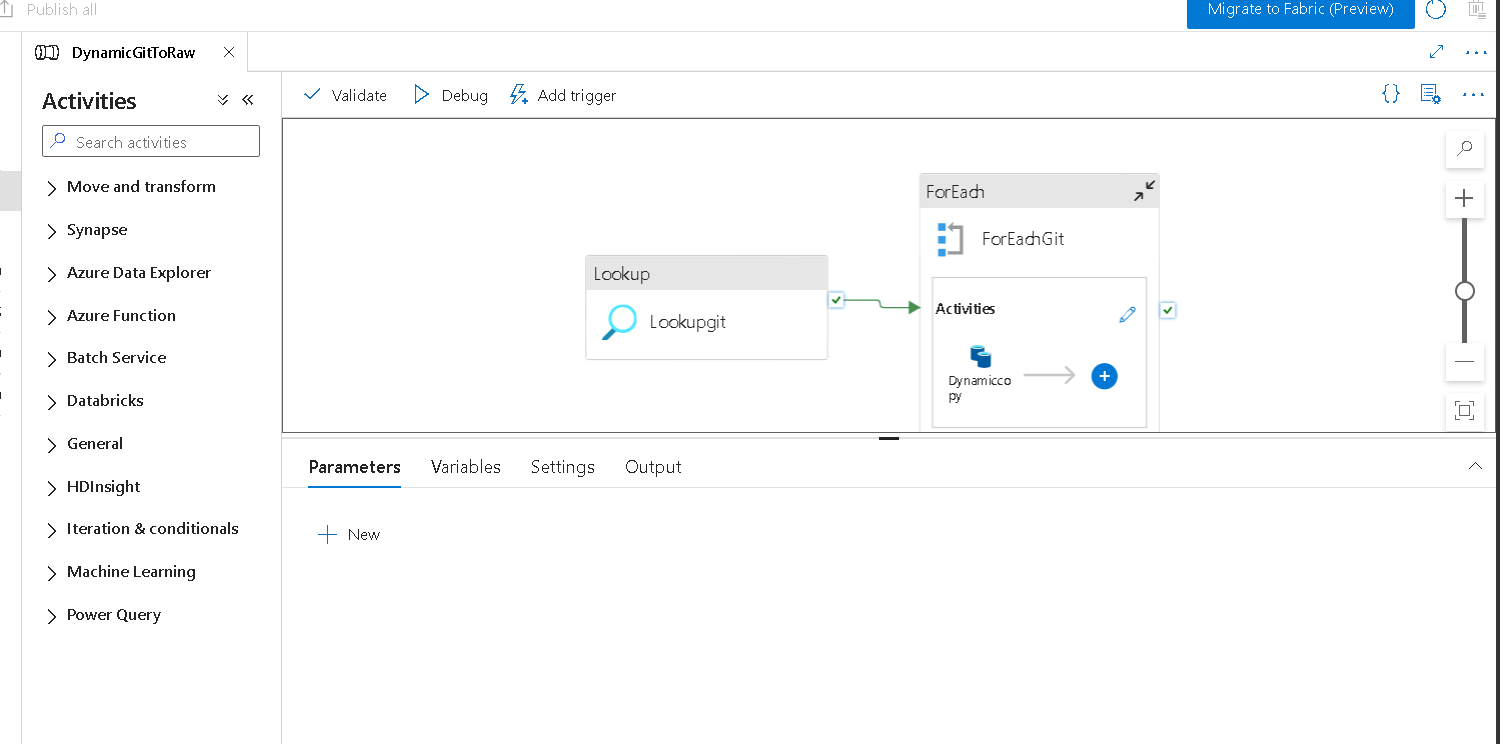 Publish all
Migrate to Fabric (Preview)
DynamicGitToRaw
Activities
Search activities
Move and transform
Synapse
Azure Data Explorer
Azure Function
Batch Service
Databricks
General
HDInsight
Iteration & conditionals
Machine Learning
Power Query
Validate
Debug
Add trigger
Lookup
Lookupgit
ForEach
ForEachGit
Activities
Dynamicco
py
Parameters
Variables
Settings
Output
New